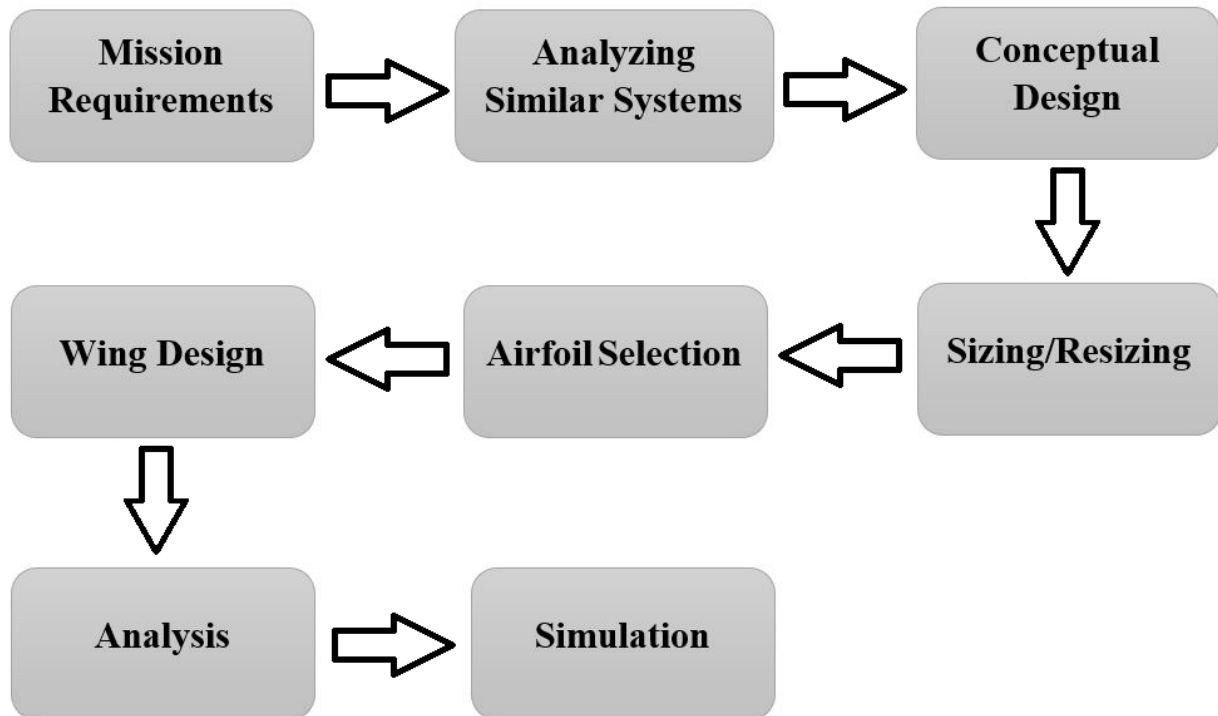 Mission
Requirements
Analyzing
Similar Systems
Conceptual
Design
Sizing/Resizing
Airfoil Selection
Wing Design
Analysis
Simulation